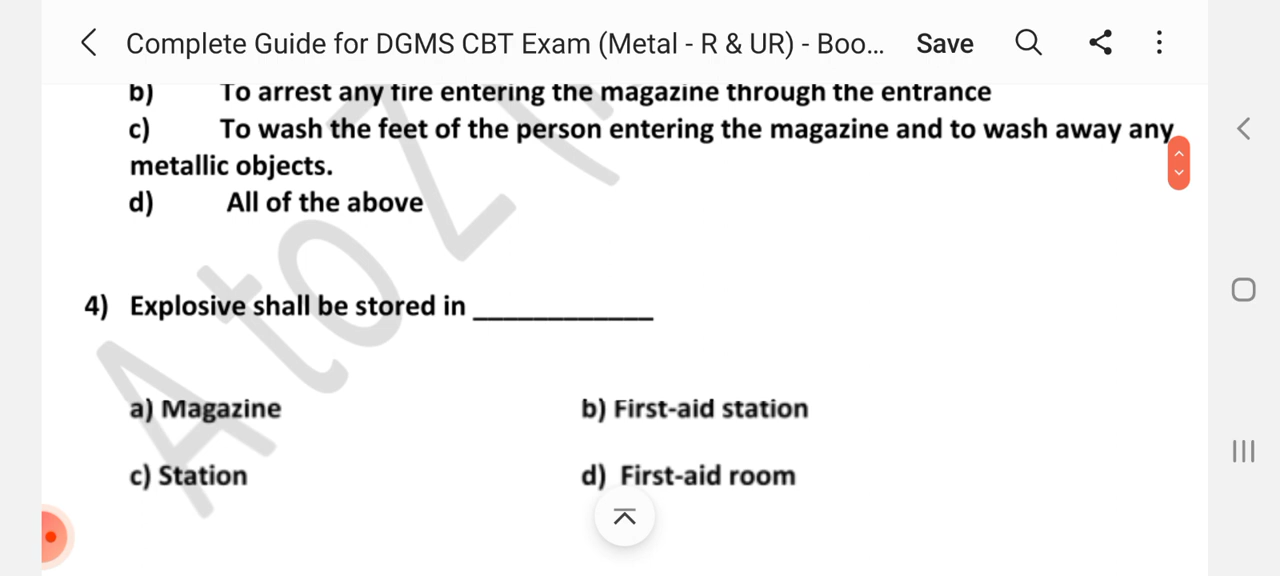 Complete Guide for DGMS CBT Exam (Metal - R & UR) - Boo... Save
b) To arrest any fire entering the magazine through the entrance
c) To wash the feet of the person entering the magazine and to wash away any
metallic objects.
d) All of the above
4) Explosive shall be stored in ____________
a) Magazine b) First-aid station
c) Station d) First-aid room
A to Z